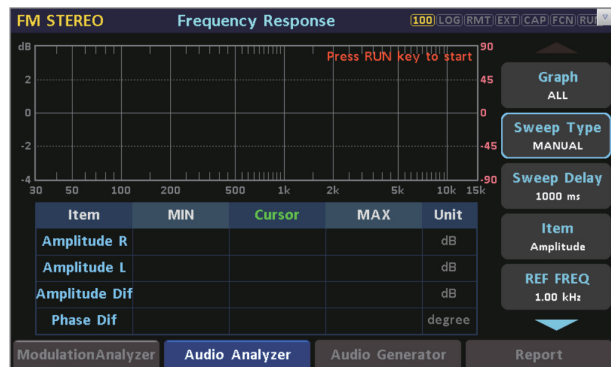 FM STEREO Frequency Response 100 LOG RMT EXT CAP FCN
dB Press RUN key to start 90
2 45
0 0
-2 -45
-4 -90
30 50 100 200 500 1k 2k 5k 10k 15k
Graph
ALL
Sweep Type
MANUAL
Sweep Delay
1000 ms
Item
Amplitude
REF FREQ
1.00 kHz
Item MIN Cursor MAX Unit
Amplitude R dB
Amplitude L dB
Amplitude Dif dB
Phase Dif degree
ModulationAnalyzer Audio Analyzer Audio Generator Report